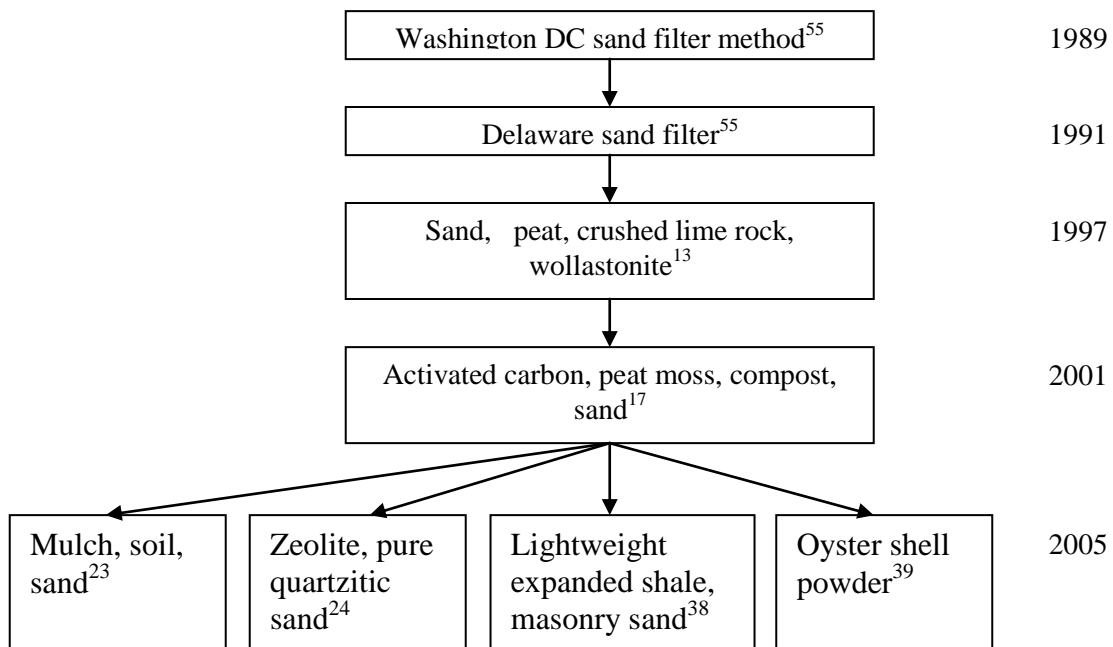 Washington DC sand filter method55 1989
Delaware sand filter55 1991
Sand, peat, crushed lime rock, 1997
wollastonite13
Activated carbon, peat moss, compost, 2001
sand17
Mulch, soil,
sand23
Zeolite, pure
quartzitic
sand24
Lightweight
expanded shale,
masonry sand38
Oyster shell
powder39
2005